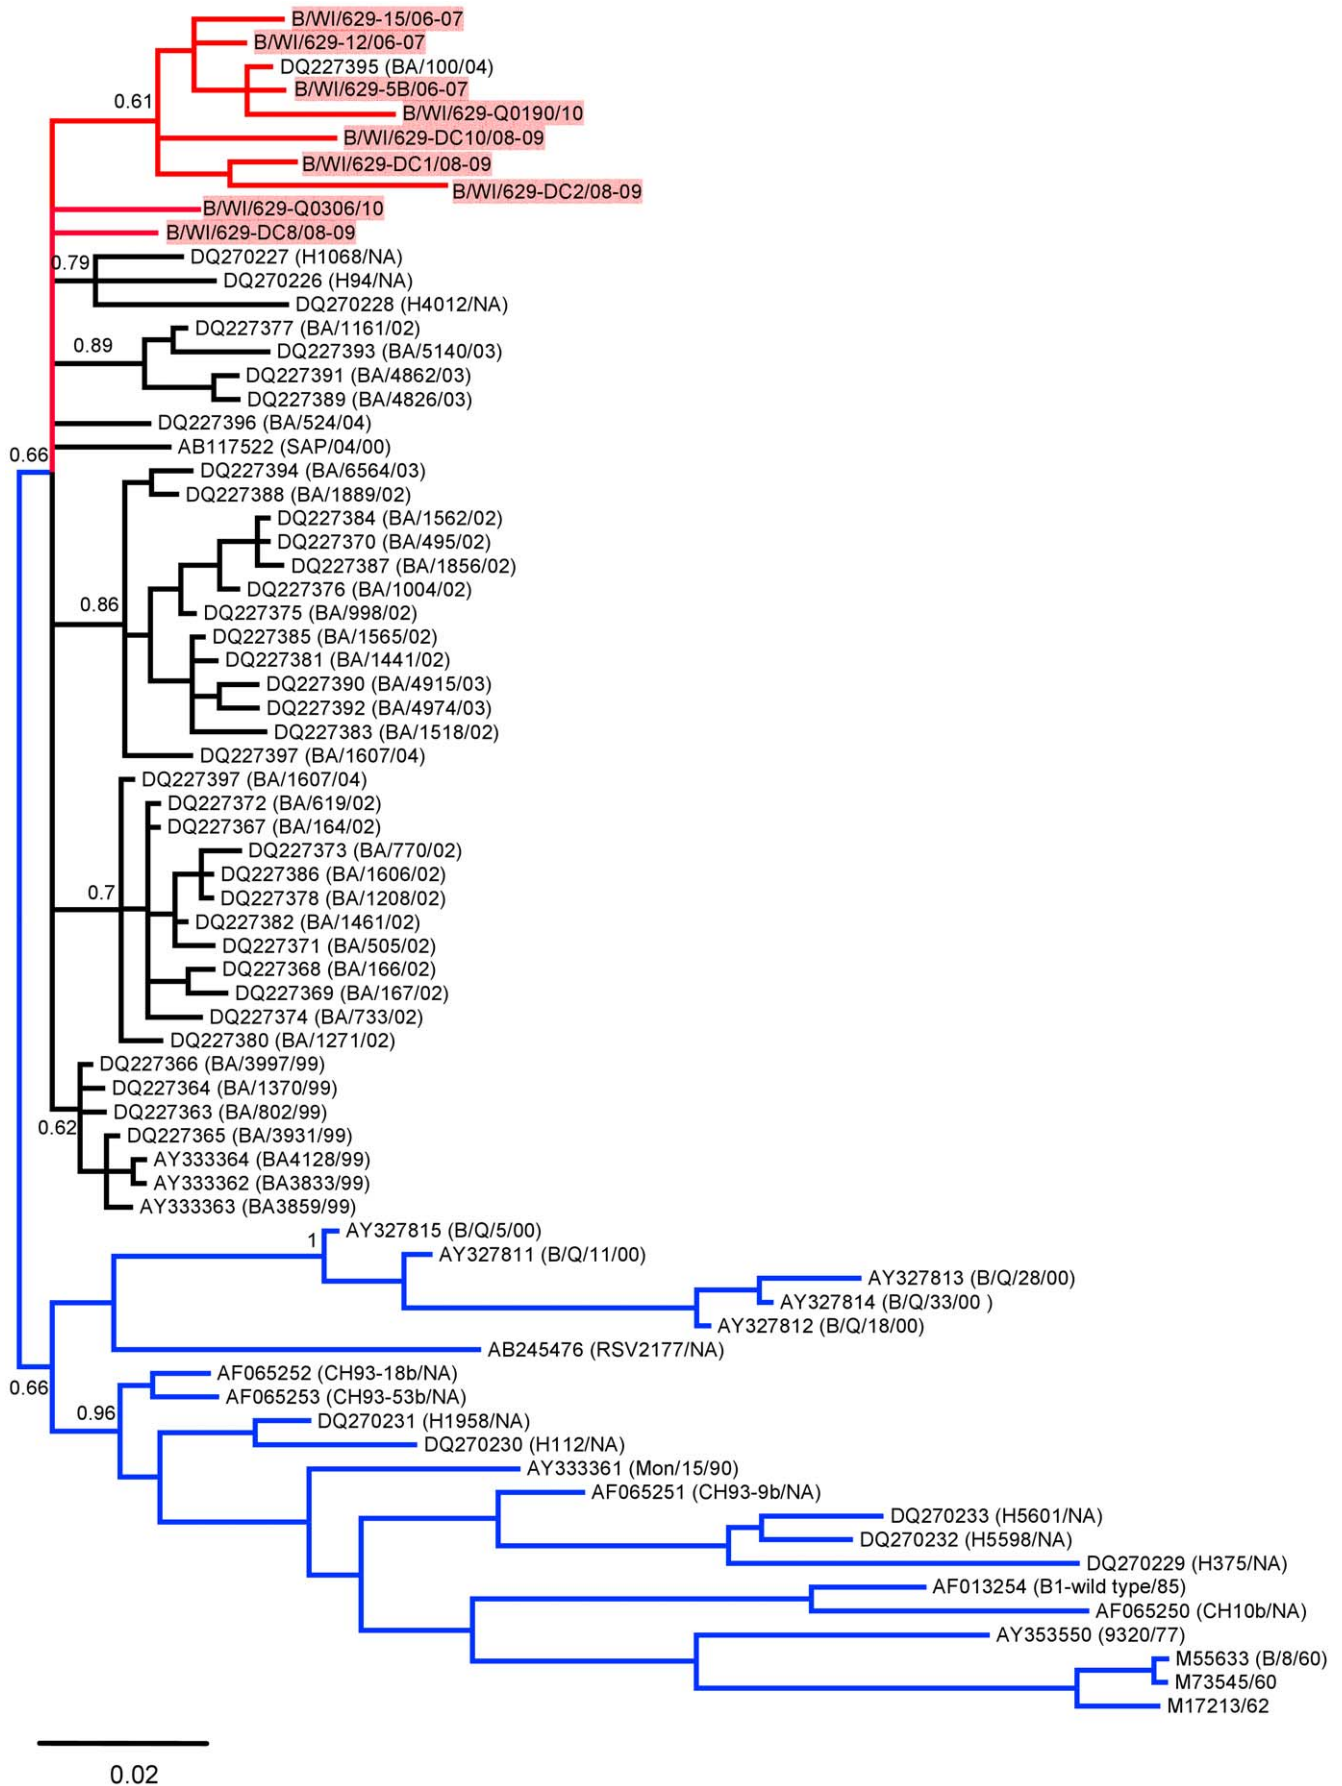 B/WI/629-15/06-07
B/WI/629-12/06-07
DQ227395 (BA/100/04)
B/WI/629-5B/06-07
0.61
B/WI/629-Q0190/10
B/WI/629-DC10/08-09
B/WI/629-DC1/08-09
B/WI/629-DC2/08-09
B/WI/629-Q0306/10
B/WI/629-DC8/08-09
DQ270227 (H1068/NA)
0.79
DQ270226 (H94/NA)
DQ270228 (H4012/NA)
DQ227377 (BA/1161/02)
0.89
DQ227393 (BA/5140/03)
DQ227391 (BA/4862/03)
DQ227389 (BA/4826/03)
DQ227396 (BA/524/04)
AB117522 (SAP/04/00)
0.66
DQ227394 (BA/6564/03)
DQ227388 (BA/1889/02)
DQ227384 (BA/1562/02)
DQ227370 (BA/495/02)
DQ227387 (BA/1856/02)
DQ227376 (BA/1004/02)
0.86
DQ227375 (BA/998/02)
DQ227385 (BA/1565/02)
DQ227381 (BA/1441/02)
DQ227390 (BA/4915/03)
DQ227392 (BA/4974/03)
DQ227383 (BA/1518/02)
DQ227397 (BA/1607/04)
DQ227397 (BA/1607/04)
DQ227372 (BA/619/02)
DQ227367 (BA/164/02)
DQ227373 (BA/770/02)
DQ227386 (BA/1606/02)
0.7
DQ227378 (BA/1208/02)
DQ227382 (BA/1461/02)
DQ227371 (BA/505/02)
DQ227368 (BA/166/02)
DQ227369 (BA/167/02)
DQ227374 (BA/733/02)
DQ227380 (BA/1271/02)
DQ227366 (BA/3997/99)
DQ227364 (BA/1370/99)
DQ227363 (BA/802/99)
0.62
DQ227365 (BA/3931/99)
AY333364 (BA4128/99)
AY333362 (BA3833/99)
AY333363 (BA3859/99)
AY327815 (B/Q/5/00)
1
AY327811 (B/Q/11/00)
AY327813 (B/Q/28/00)
AY327814 (B/Q/33/00 )
AY327812 (B/Q/18/00)
AB245476 (RSV2177/NA)
AF065252 (CH93-18b/NA)
0.66
AF065253 (CH93-53b/NA)
0.96
DQ270231 (H1958/NA)
DQ270230 (H112/NA)
AY333361 (Mon/15/90)
AF065251 (CH93-9b/NA)
DQ270233 (H5601/NA)
DQ270232 (H5598/NA)
DQ270229 (H375/NA)
AF013254 (B1-wild type/85)
AF065250 (CH10b/NA)
AY353550 (9320/77)
M55633 (B/8/60)
M73545/60
M17213/62
0.02